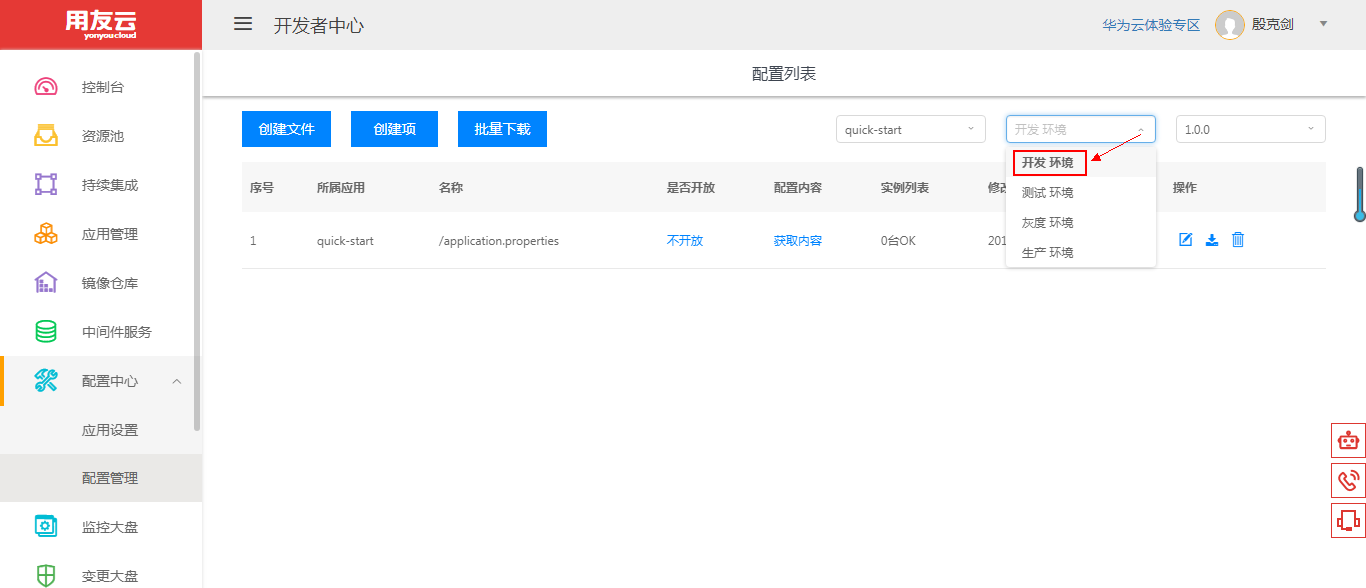 用友云
yonyoucloud
开发者中心
华为云体验专区
殷克剑
控制台
资源池
持续集成
应用管理
镜像仓库
中间件服务
配置中心
应用设置
配置管理
监控大盘
变更大盘
配置列表
创建文件 创建项 批量下载
quick-start 开发 环境 1.0.0
开发 环境
测试 环境
灰度 环境
生产 环境
序号 所属应用 名称 是否开放 配置内容 实例列表 修改 操作
1 quick-start /application.properties 不开放 获取内容 0台OK 201